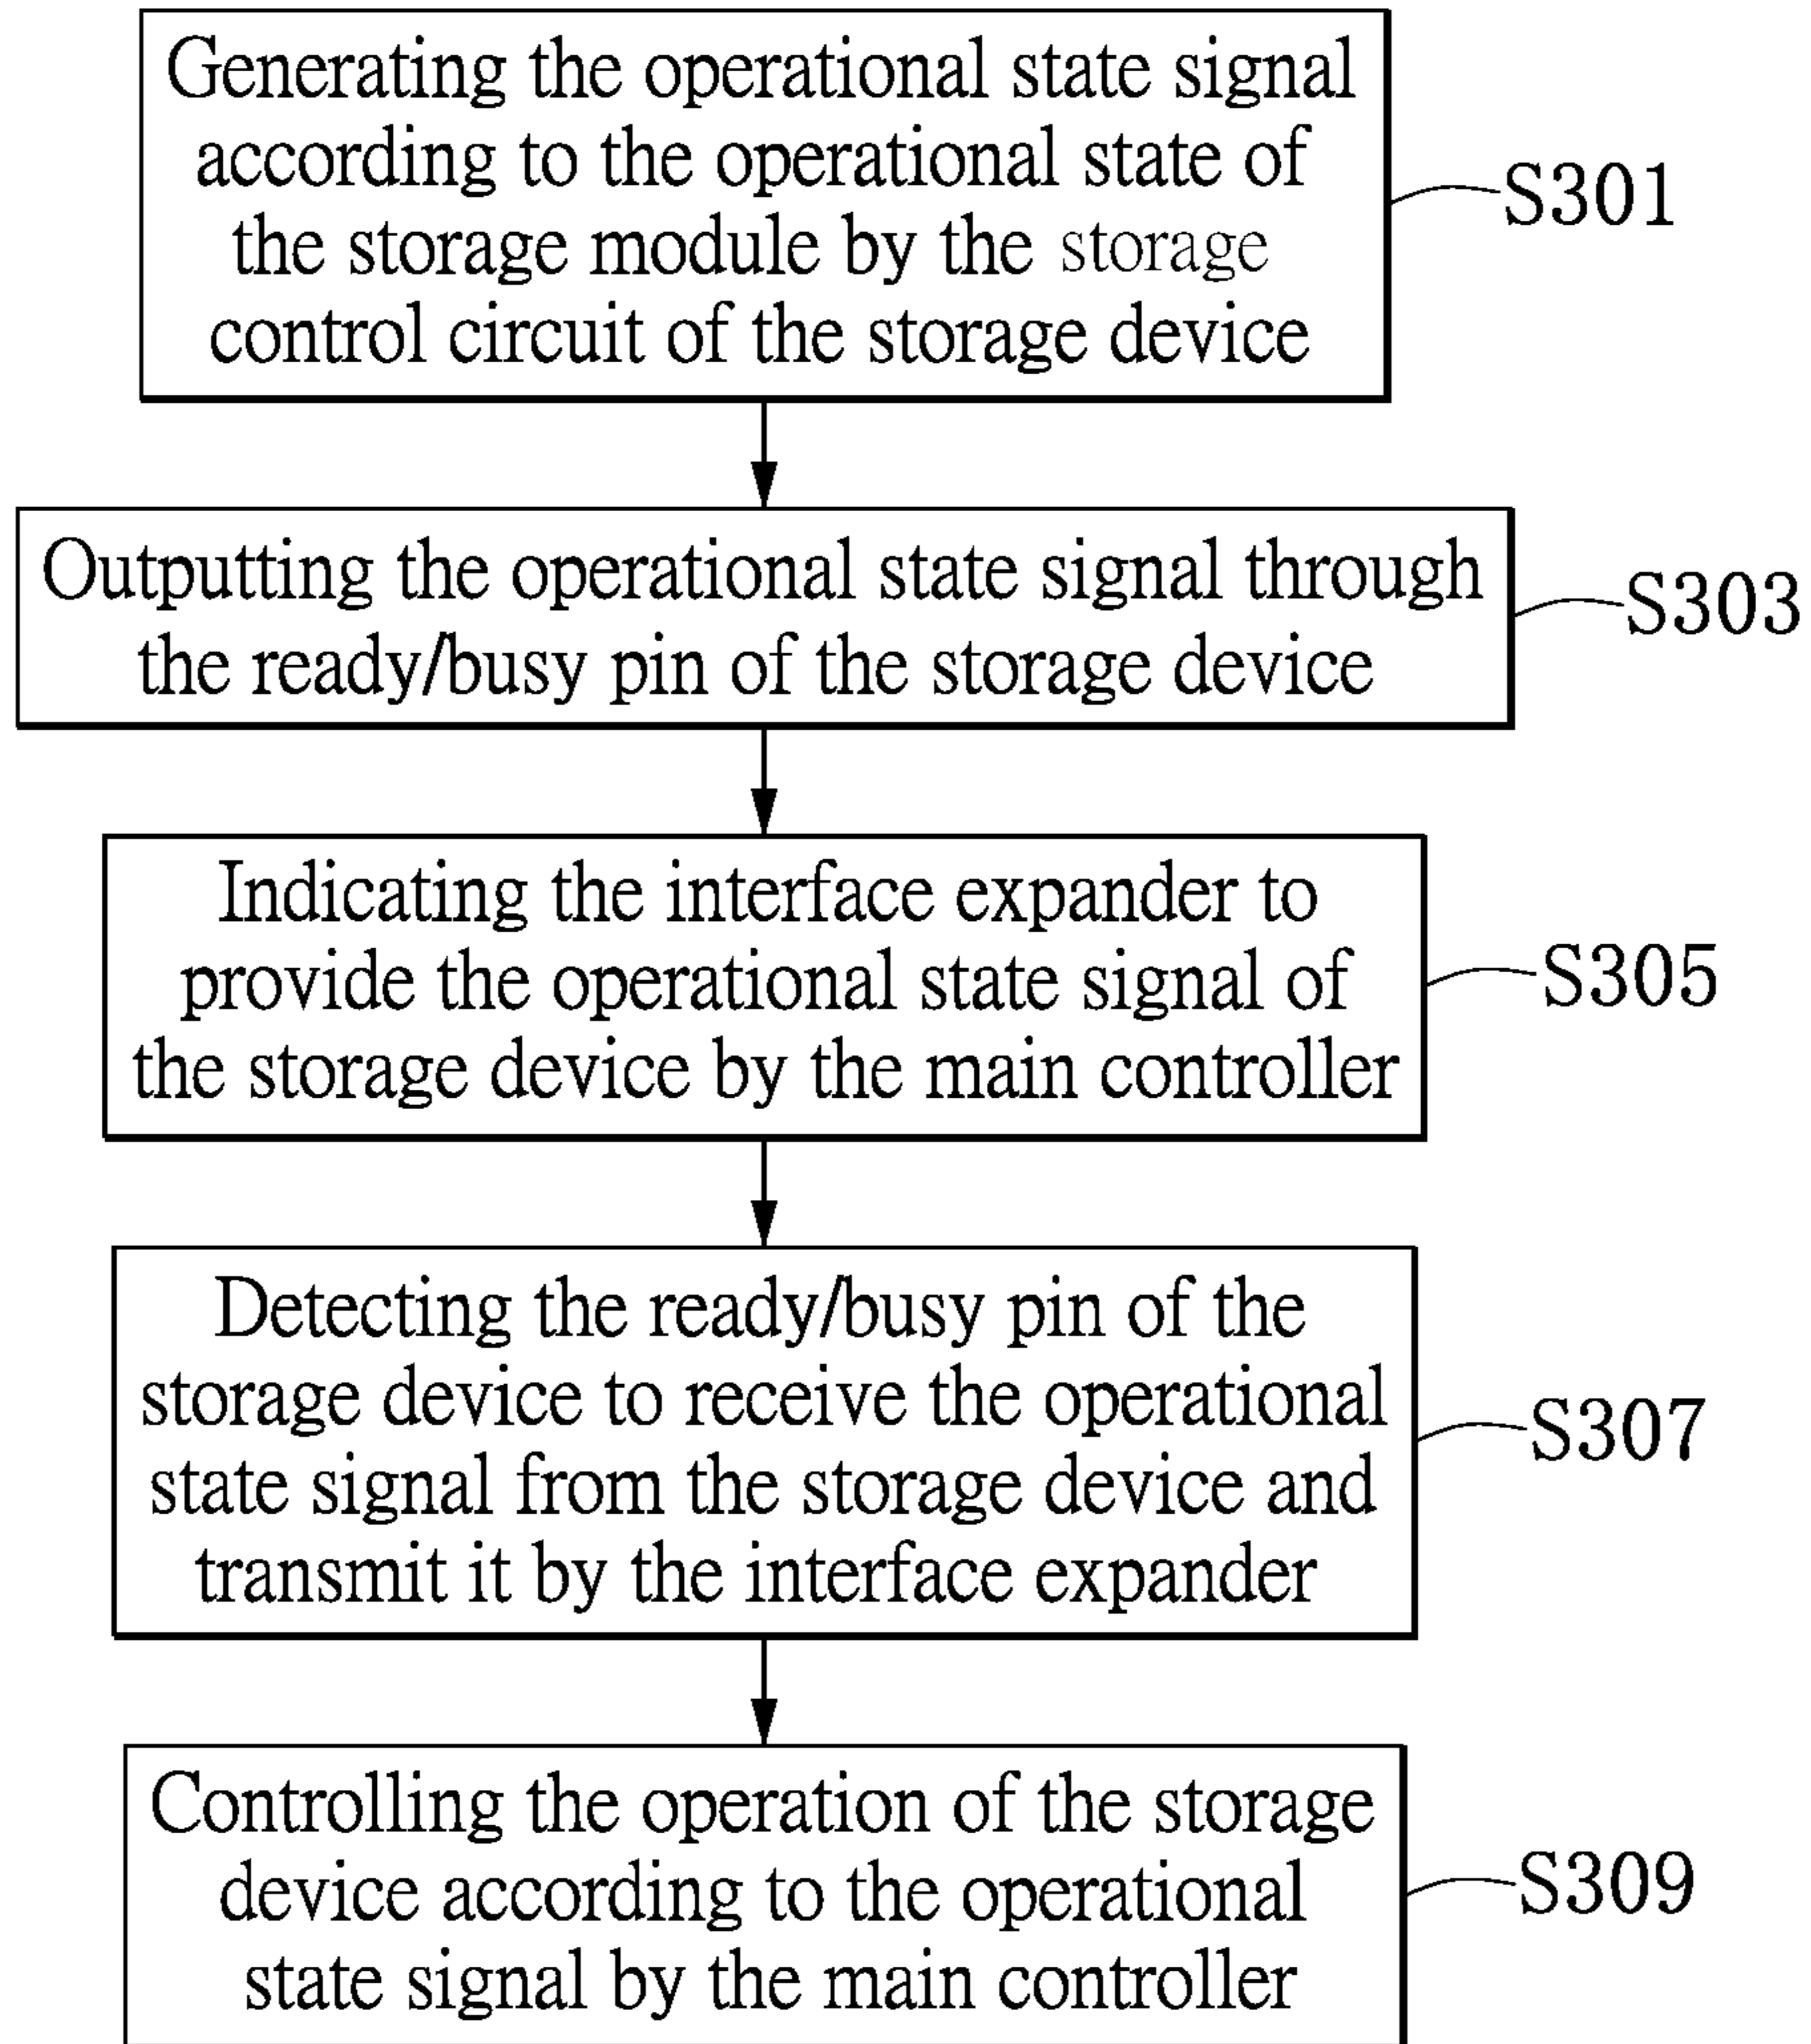 Generating the operational state signal
according to the operational state of
the storage module by the storage
control circuit of the storage device
S301
Outputting the operational state signal through
the ready/busy pin of the storage device
S303
Indicating the interface expander to
provide the operational state signal of
the storage device by the main controller
S305
Detecting the ready/busy pin of the
storage device to receive the operational
state signal from the storage device and
transmit it by the interface expander
S307
Controlling the operation of the storage
device according to the operational
state signal by the main controller
S309